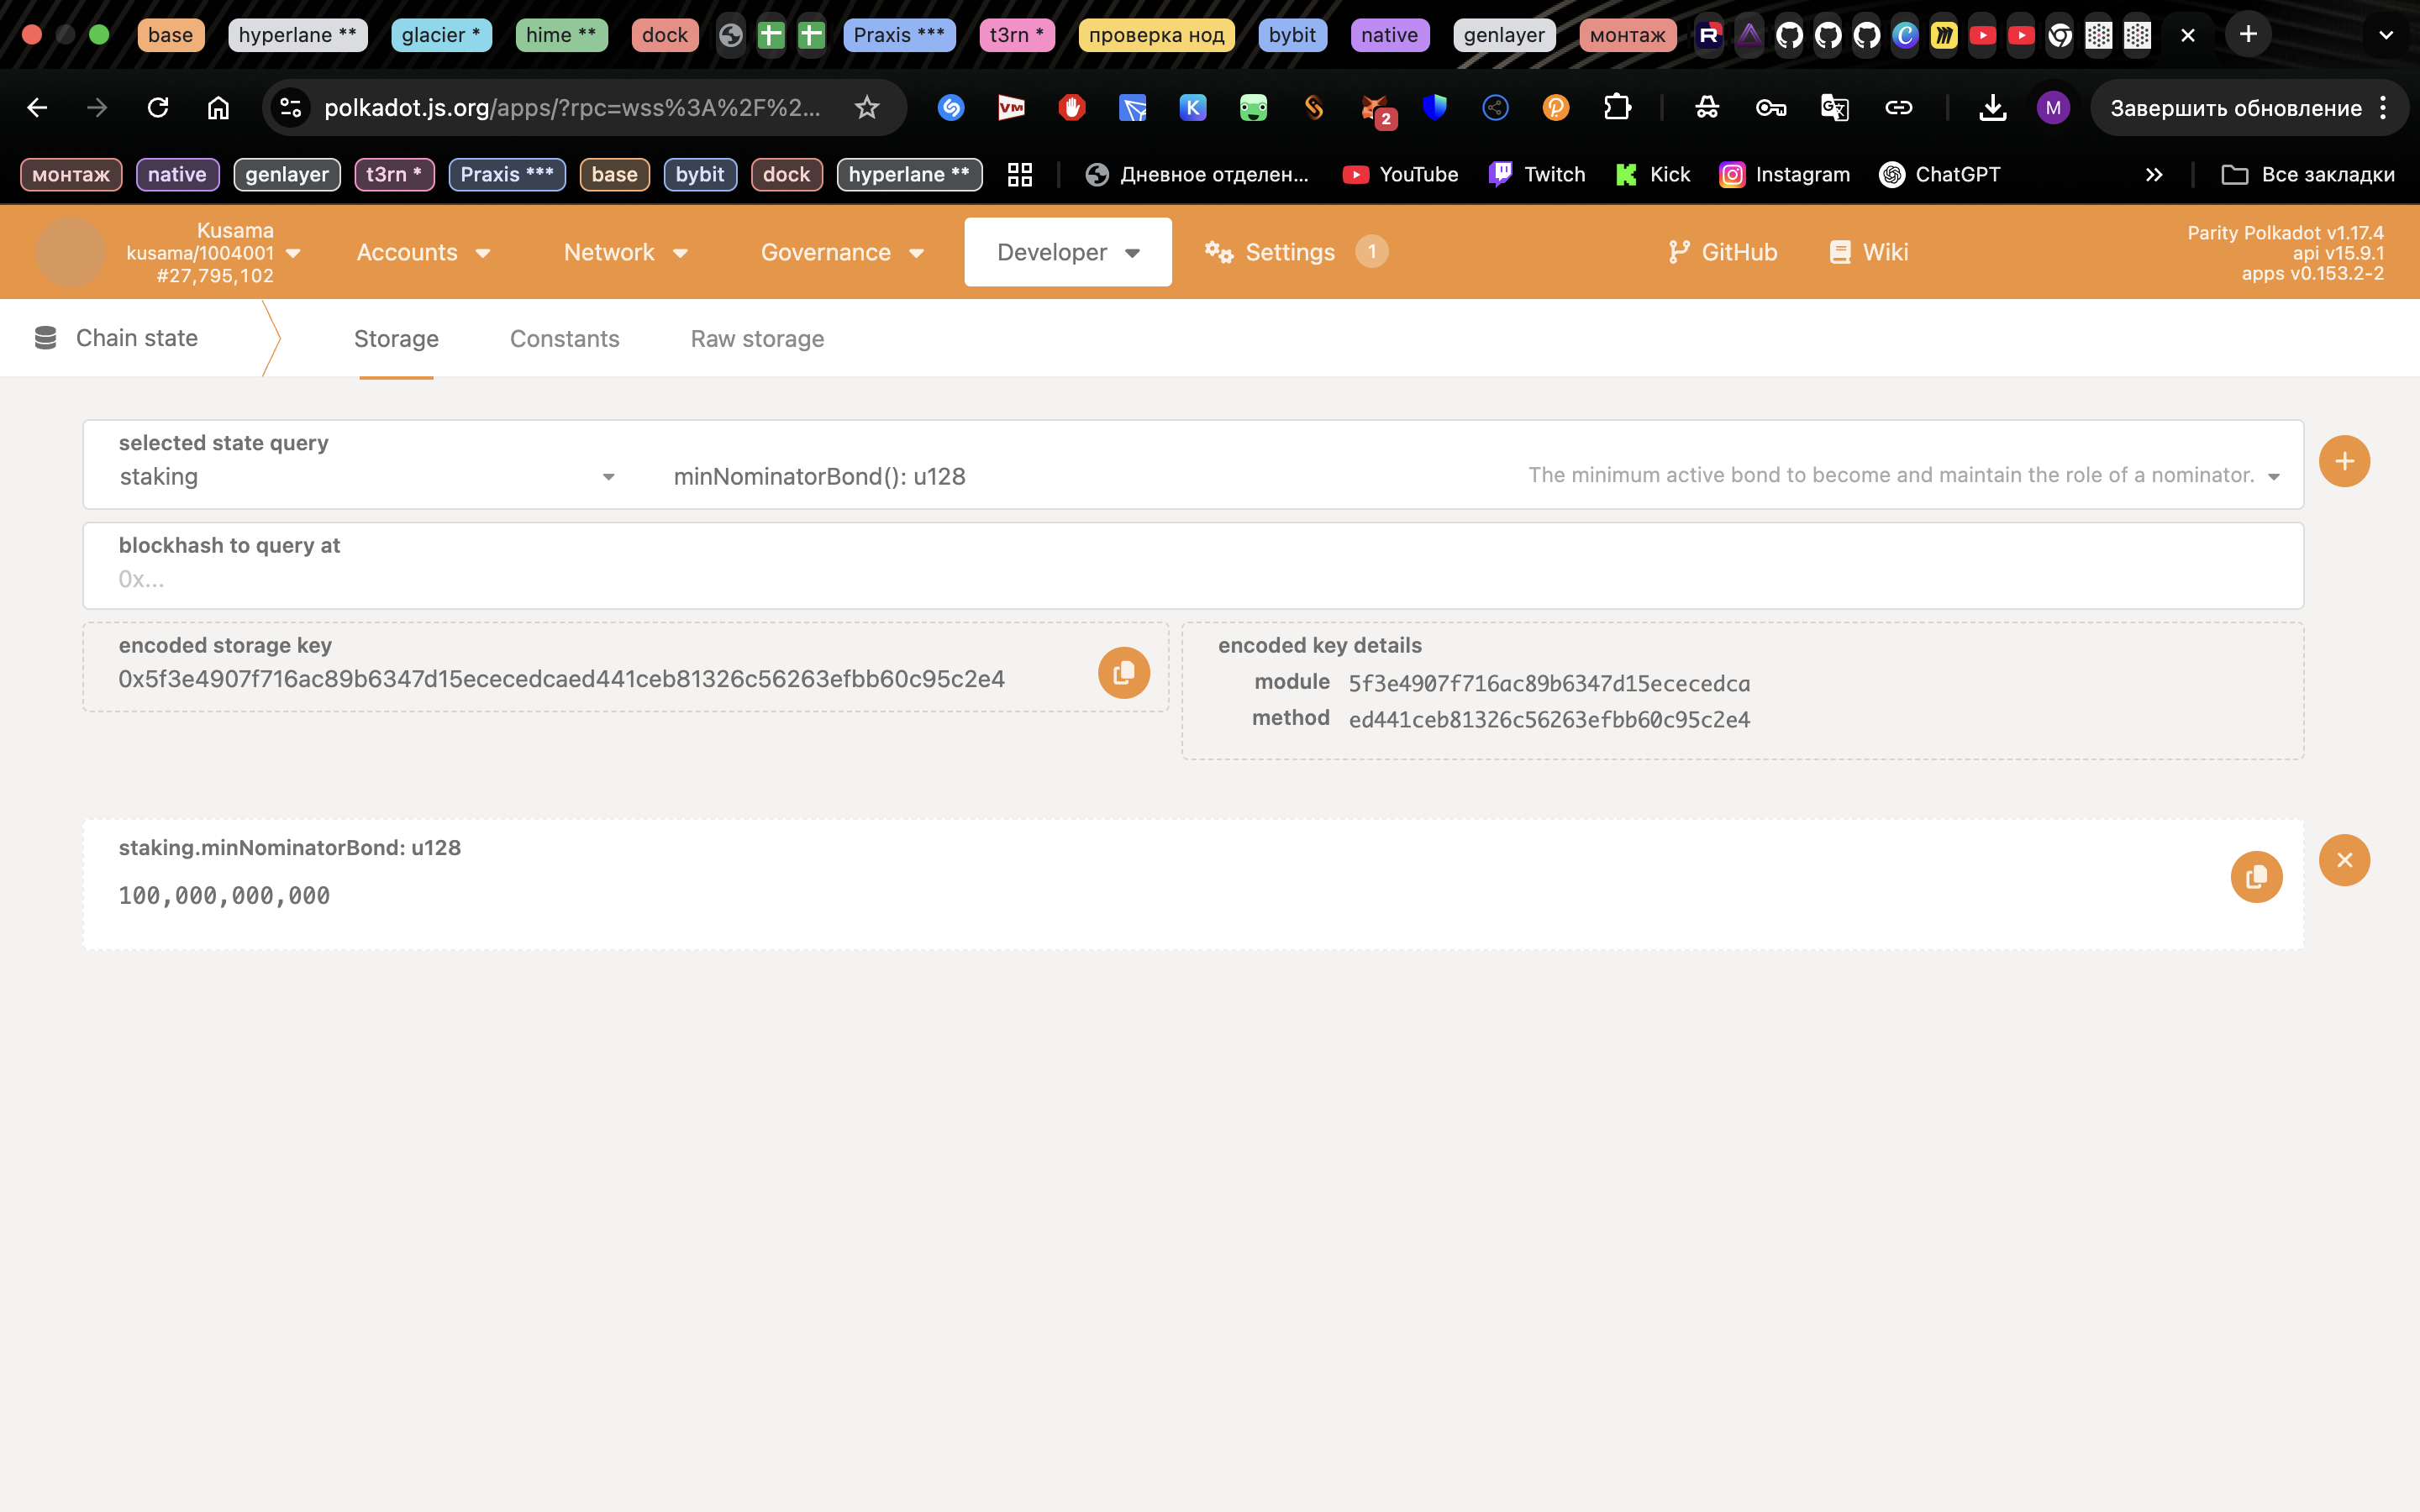 base hyperlane ** glacier * hime ** dock Praxis *** t3rn * проверка нод bybit native genlayer монтаж
polkadot.js.org/apps/?rpc=wss%3A%2F%2... VM K 2 M Завершить обновление
монтаж native genlayer t3rn * Praxis *** base bybit dock hyperlane ** Дневное отделен... YouTube Twitch Kick Instagram ChatGPT Все закладки
Kusama
kusama/1004001
#27,795,102
Accounts Network Governance Developer Settings 1 GitHub Wiki
Parity Polkadot v1.17.4
api v15.9.1
apps v0.153.2-2
Chain state Storage Constants Raw storage
selected state query
staking minNominatorBond(): u128 The minimum active bond to become and maintain the role of a nominator.
blockhash to query at
0x...
encoded storage key
0x5f3e4907f716ac89b6347d15ececedcaed441ceb81326c56263efbb60c95c2e4
encoded key details
module 5f3e4907f716ac89b6347d15ececedca
method ed441ceb81326c56263efbb60c95c2e4
staking.minNominatorBond: u128
100,000,000,000